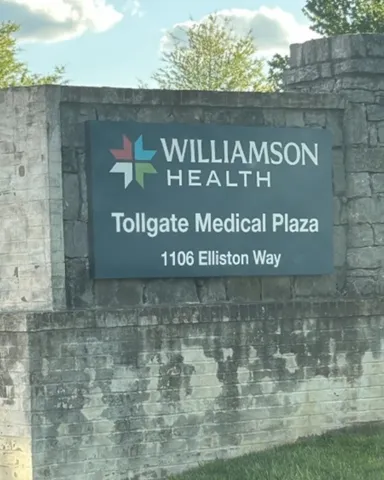 WILLIAMSON
HEALTH
Tollgate Medical Plaza
1106 Elliston Way